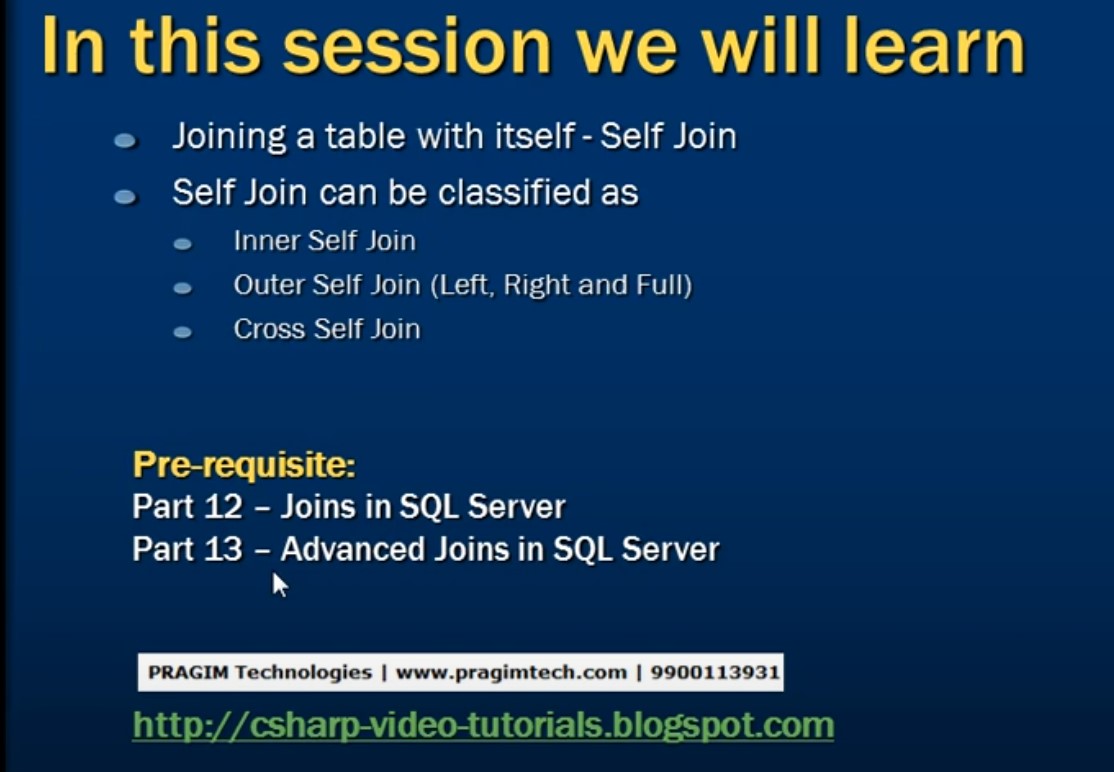 In this session we will learn
Joining a table with itself - Self Join
Self Join can be classified as
Inner Self Join
Outer Self Join (Left, Right and Full)
Cross Self Join
Pre-requisite:
Part 12 – Joins in SQL Server
Part 13 – Advanced Joins in SQL Server
PRAGIM Technologies | www.pragimtech.com | 9900113931
http://csharp-video-tutorials.blogspot.com